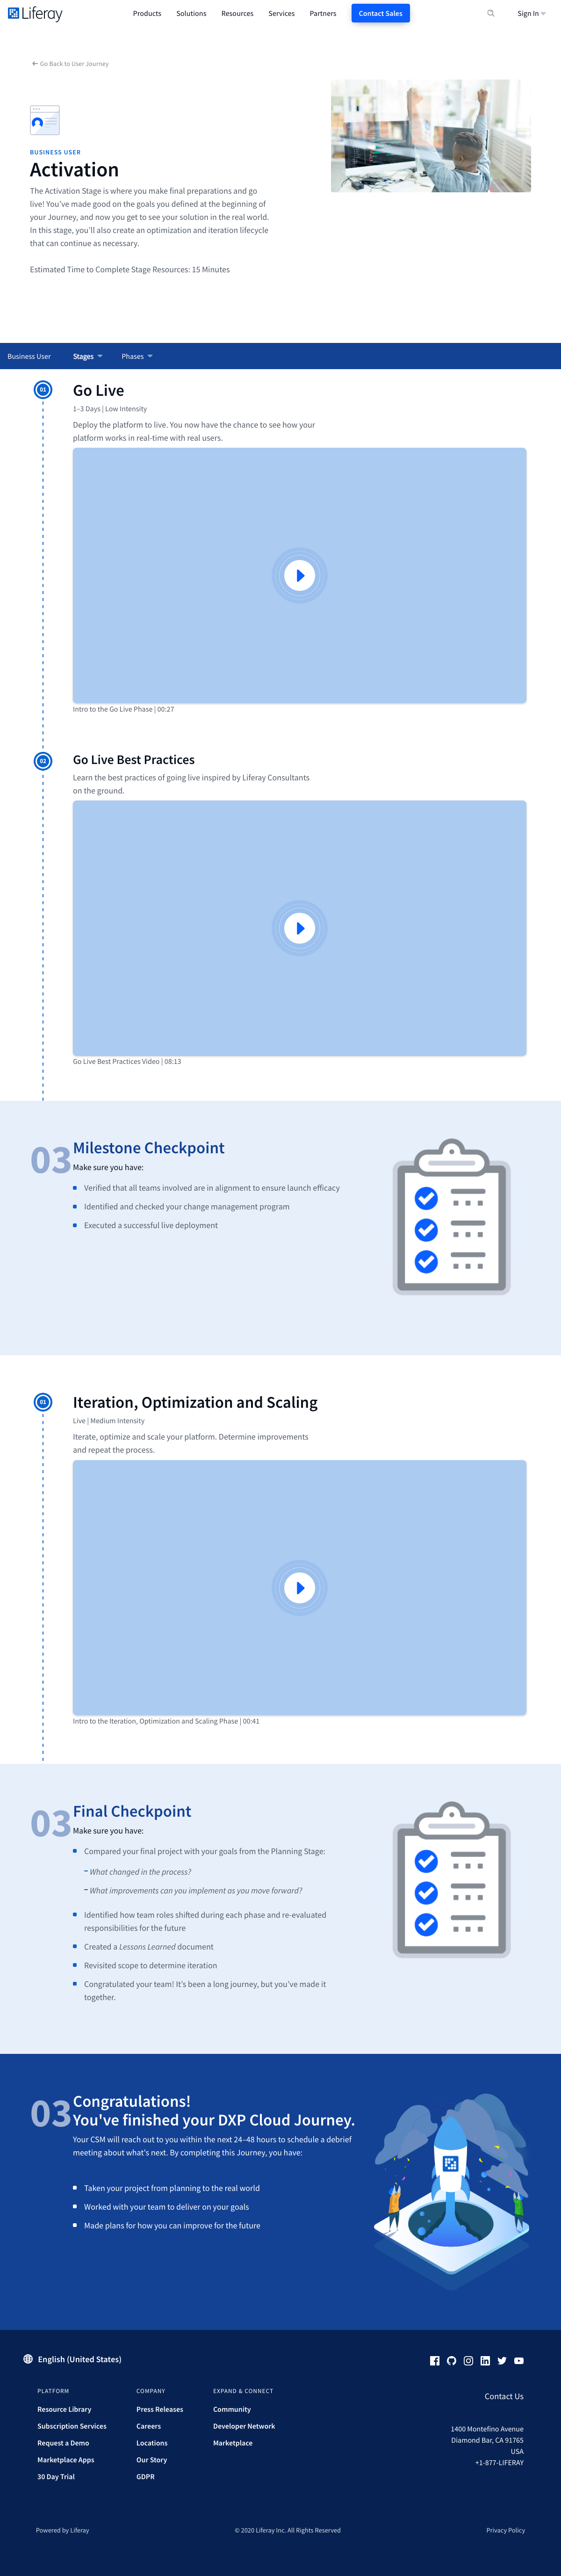 Liferay
Products
Solutions
Resources
Services
Partners
Contact Sales
Sign In
Go Back to User Journey
BUSINESS USER
Activation
The Activation Stage is where you make final preparations and go
live! You've made good on the goals you defined at the beginning of
your Journey, and now you get to see your solution in the real world.
In this stage, you'll also create an optimization and iteration lifecycle
that can continue as necessary.
Estimated Time to Complete Stage Resources: 15 Minutes
Business User
Stages
Phases
01
Go Live
1–3 Days | Low Intensity
Deploy the platform to live. You now have the chance to see how your
platform works in real-time with real users.
Intro to the Go Live Phase | 00:27
02
Go Live Best Practices
Learn the best practices of going live inspired by Liferay Consultants
on the ground.
Go Live Best Practices Video | 08:13
03
Milestone Checkpoint
Make sure you have:
Verified that all teams involved are in alignment to ensure launch efficacy
Identified and checked your change management program
Executed a successful live deployment
01
Iteration, Optimization and Scaling
Live | Medium Intensity
Iterate, optimize and scale your platform. Determine improvements
and repeat the process.
Intro to the Iteration, Optimization and Scaling Phase | 00:41
03
Final Checkpoint
Make sure you have:
Compared your final project with your goals from the Planning Stage:
– What changed in the process?
– What improvements can you implement as you move forward?
Identified how team roles shifted during each phase and re-evaluated
responsibilities for the future
Created a Lessons Learned document
Revisited scope to determine iteration
Congratulated your team! It's been a long journey, but you've made it
together.
03
Congratulations!
You've finished your DXP Cloud Journey.
Your CSM will reach out to you within the next 24–48 hours to schedule a debrief
meeting about what's next. By completing this Journey, you have:
Taken your project from planning to the real world
Worked with your team to deliver on your goals
Made plans for how you can improve for the future
English (United States)
PLATFORM
Resource Library
Subscription Services
Request a Demo
Marketplace Apps
30 Day Trial
COMPANY
Press Releases
Careers
Locations
Our Story
GDPR
EXPAND & CONNECT
Community
Developer Network
Marketplace
Contact Us
1400 Montefino Avenue
Diamond Bar, CA 91765
USA
+1-877-LIFERAY
Powered by Liferay
© 2020 Liferay Inc. All Rights Reserved
Privacy Policy